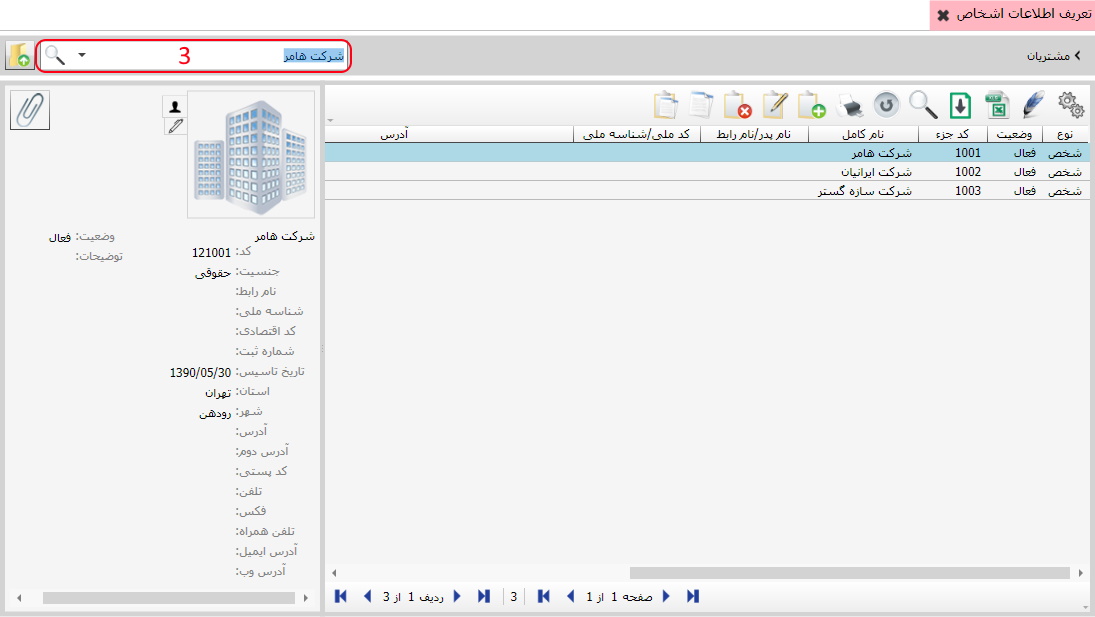 تعریف اطلاعات اشخاص
مشتریان
شرکت هامر
3
نوع وضعیت کد جزء نام کامل نام پدر/نام رابط کد ملی/شناسه ملی آدرس
شخص فعال 1001 شرکت هامر
شخص فعال 1002 شرکت ایرانیان
شخص فعال 1003 شرکت سازه گستر
صفحه 1 از 1
3
ردیف 1 از 3
شرکت هامر
کد: 121001
جنسیت: حقوقی
نام رابط:
شناسه ملی:
کد اقتصادی:
شماره ثبت:
تاریخ تاسیس: 1390/05/30
استان: تهران
شهر: رودهن
آدرس:
آدرس دوم:
کد پستی:
تلفن:
فکس:
تلفن همراه:
آدرس ایمیل:
آدرس وب:
وضعیت: فعال
توضیحات: